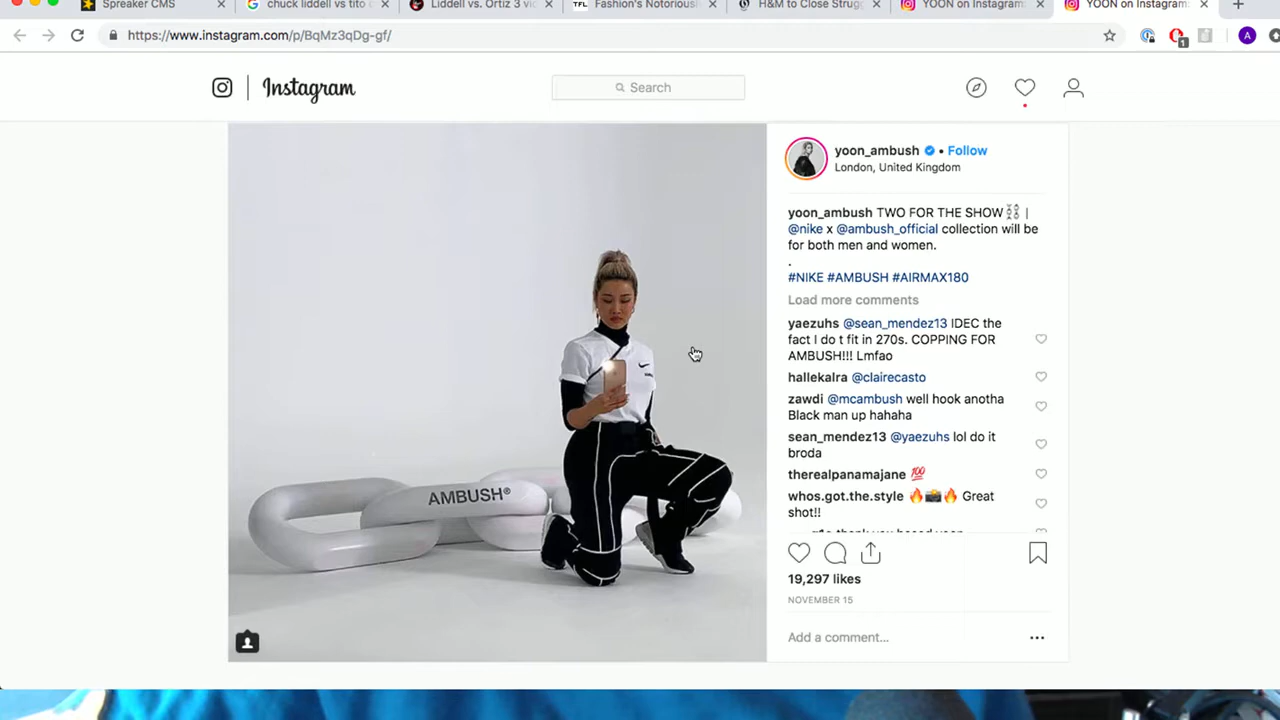 Spreaker CMS
chuck liddell vs tito
Liddell vs. Ortiz 3 vi
TFL
Fashion's Notoriousl
H&M to Close Strugg
YOON on Instagram
YOON on Instagram:
https://www.instagram.com/p/BqMz3qDg-gf/
1
A
Instagram
Search
yoon_ambush • Follow
London, United Kingdom
yoon_ambush TWO FOR THE SHOW ⛓⛓ |
@nike x @ambush_official collection will be
for both men and women.
.
#NIKE #AMBUSH #AIRMAX180
Load more comments
yaezuhs @sean_mendez13 IDEC the
fact I do t fit in 270s. COPPING FOR
AMBUSH!!! Lmfao
hallekalra @clairecasto
zawdi @mcambush well hook anotha
Black man up hahaha
sean_mendez13 @yaezuhs lol do it
broda
therealpanamajane 💯
whos.got.the.style 🔥📸🔥 Great
shot!!
19,297 likes
NOVEMBER 15
Add a comment...
AMBUSH®